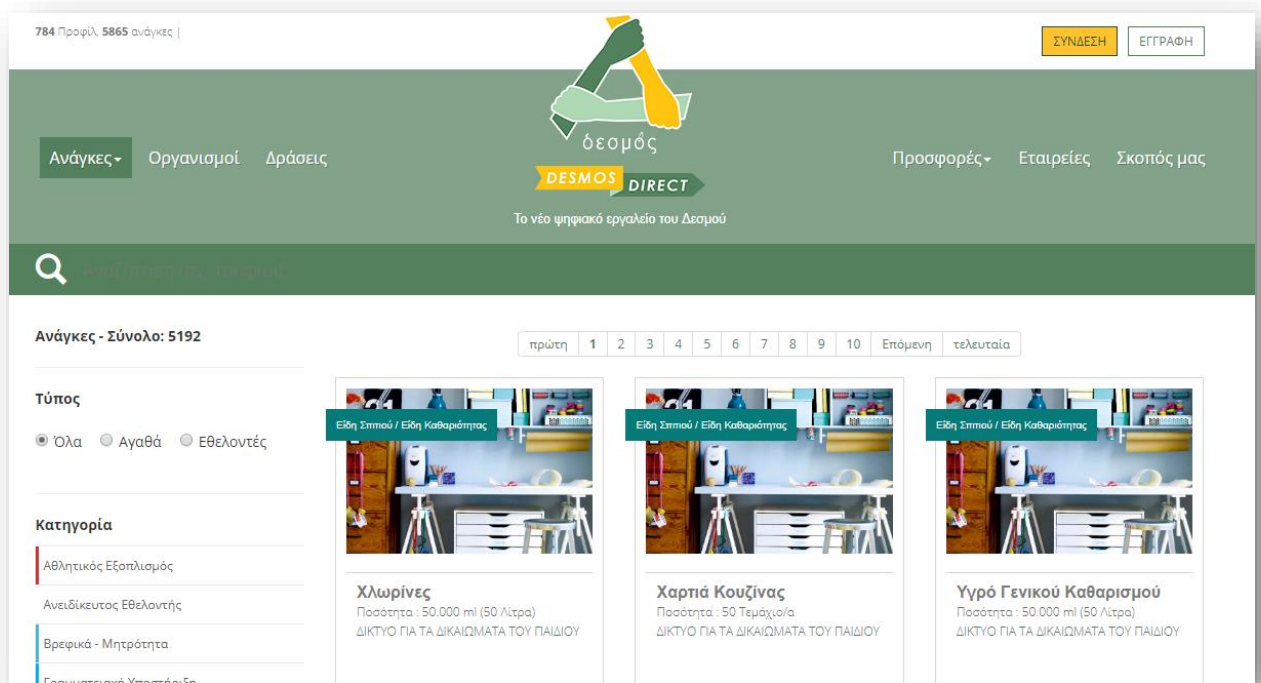 784 Προφίλ, 5865 ανάγκες |
ΣΥΝΔΕΣΗ
ΕΓΓΡΑΦΗ
δεσμός
DESMOS
DIRECT
Το νέο ψηφιακό εργαλείο του Δεσμού
Ανάγκες
Οργανισμοί
Δράσεις
Προσφορές
Εταιρείες
Σκοπός μας
Ανάγκες - Σύνολο: 5192
πρώτη 1 2 3 4 5 6 7 8 9 10 Επόμενη τελευταία
Τύπος
Όλα Αγαθά Εθελοντές
Κατηγορία
Αθλητικός Εξοπλισμός
Ανειδίκευτος Εθελοντής
Βρεφικά - Μητρότητα
Γραμματειακή Υποστήριξη
21
Είδη Σπιτιού / Είδη Καθαριότητας
Χλωρίνες
Ποσότητα : 50.000 ml (50 Λίτρα)
ΔΙΚΤΥΟ ΓΙΑ ΤΑ ΔΙΚΑΙΩΜΑΤΑ ΤΟΥ ΠΑΙΔΙΟΥ
21
Είδη Σπιτιού / Είδη Καθαριότητας
Χαρτιά Κουζίνας
Ποσότητα : 50 Τεμάχιο/α
ΔΙΚΤΥΟ ΓΙΑ ΤΑ ΔΙΚΑΙΩΜΑΤΑ ΤΟΥ ΠΑΙΔΙΟΥ
21
Είδη Σπιτιού / Είδη Καθαριότητας
Υγρό Γενικού Καθαρισμού
Ποσότητα : 50.000 ml (50 Λίτρα)
ΔΙΚΤΥΟ ΓΙΑ ΤΑ ΔΙΚΑΙΩΜΑΤΑ ΤΟΥ ΠΑΙΔΙΟΥ